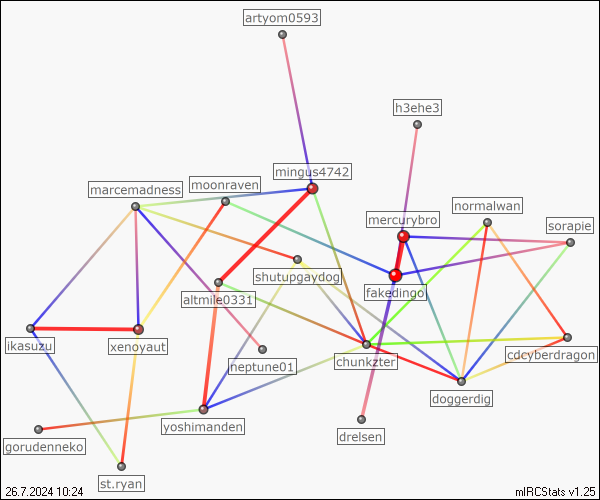 artyom0593
h3ehe3
mingus4742
moonraven
marcemadness
normalwan
mercurybro
sorapie
shutupgaydog
fakedingo
altmile0331
ikasuzu
xenoyaut
cdcyberdragon
chunkzter
neptune01
doggerdig
yoshimanden
drelsen
gorudenneko
st.ryan
26.7.2024 10:24
mIRCStats v1.25